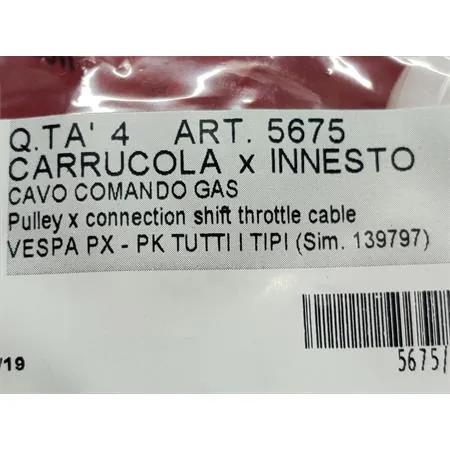 Q.TA' 4 ART. 5675
CARRUCOLA x INNESTO
CAVO COMANDO GAS
Pulley x connection shift throttle cable
VESPA PX - PK TUTTI I TIPI (Sim. 139797)
/19
5675/